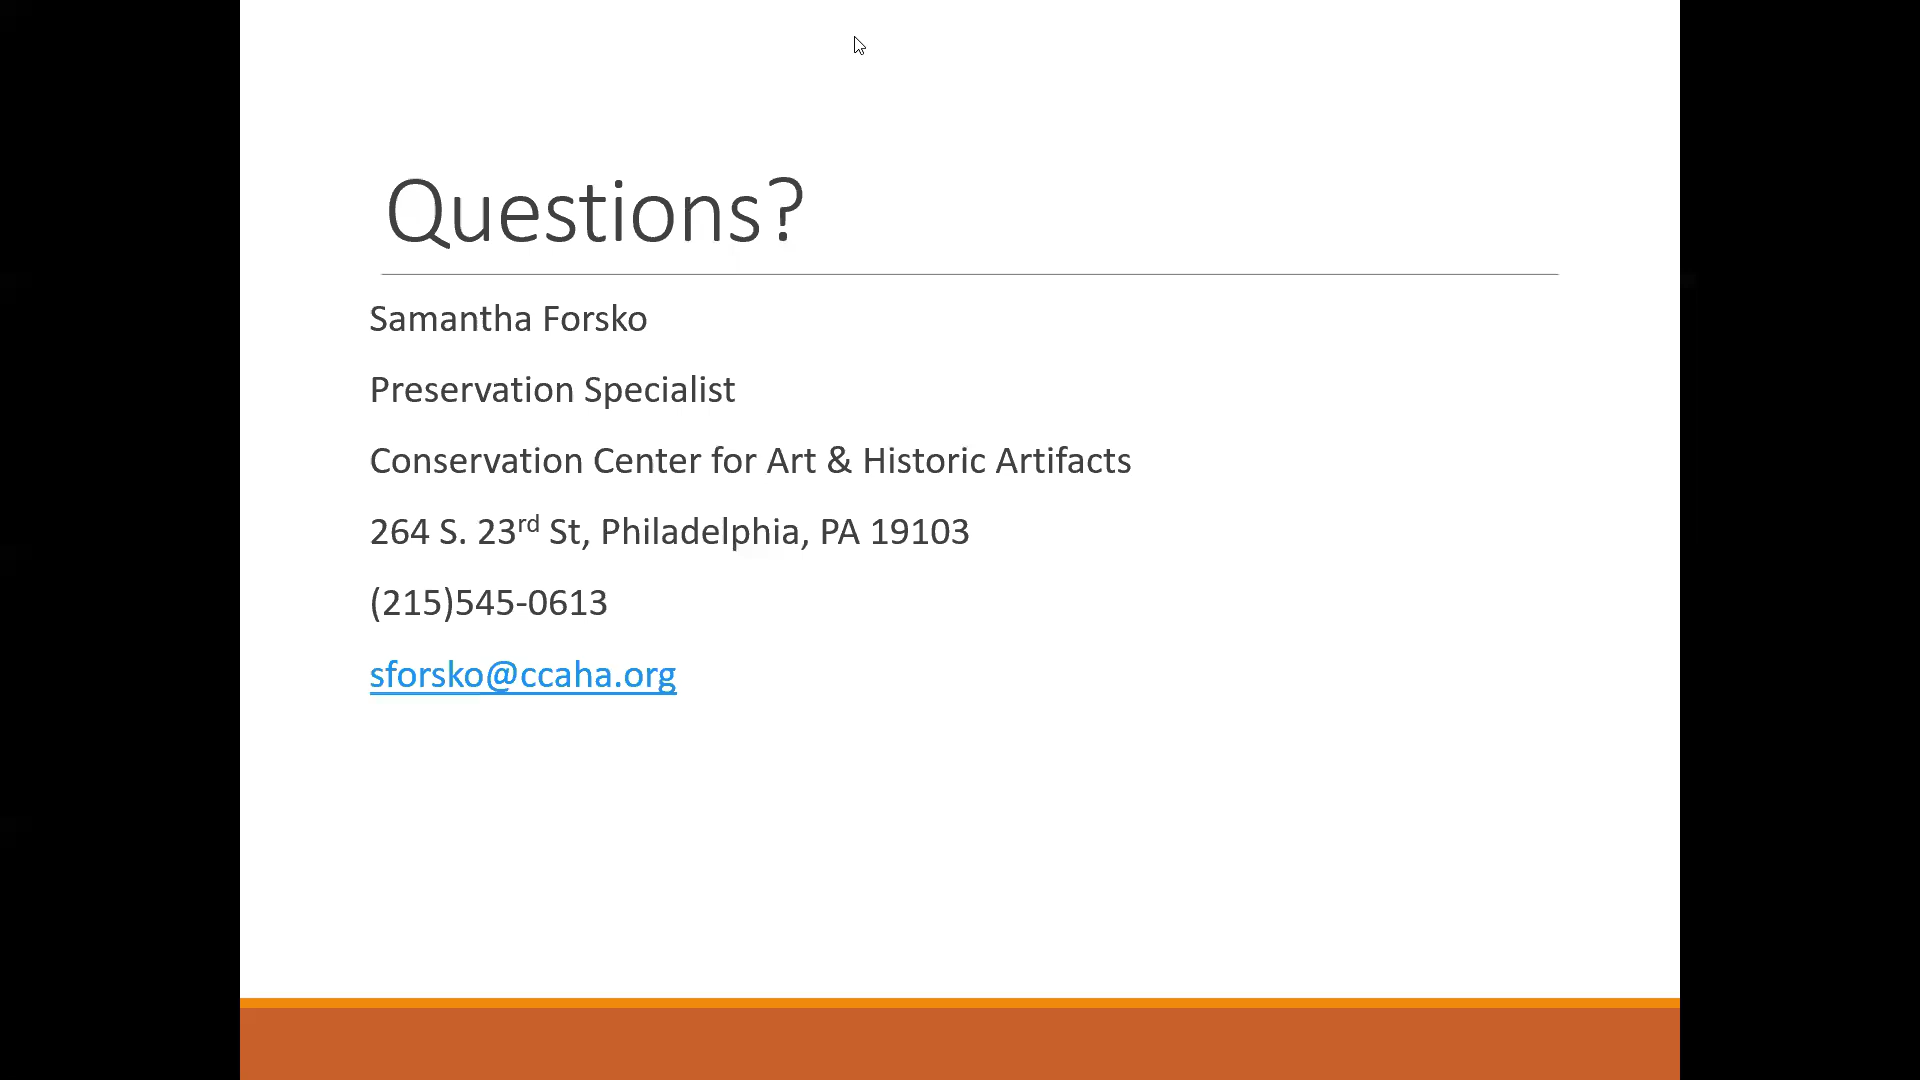 Questions?
Samantha Forsko
Preservation Specialist
Conservation Center for Art & Historic Artifacts
264 S. 23rd St, Philadelphia, PA 19103
(215)545-0613
sforsko@ccaha.org